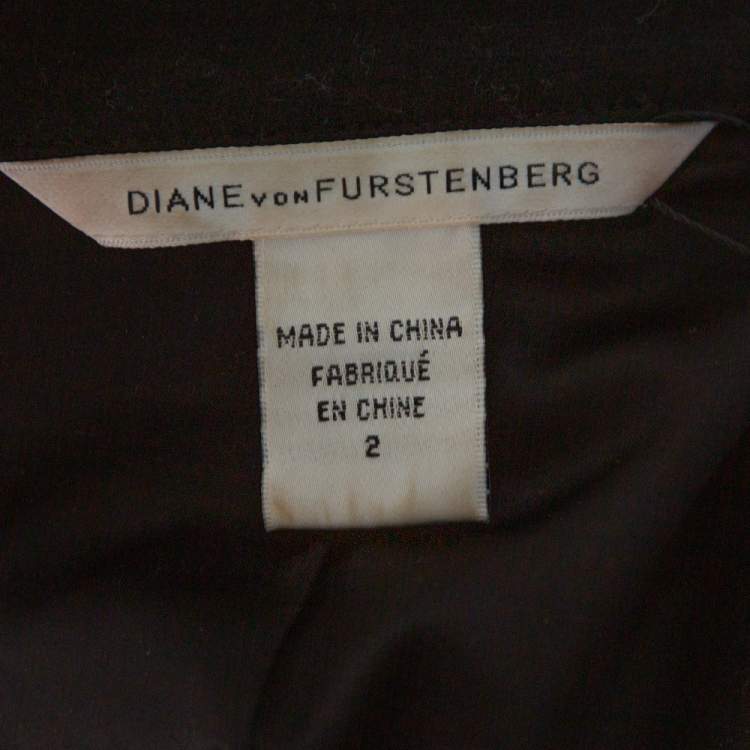 DIANE VON FURSTENBERG
MADE IN CHINA
FABRIQUÉ
EN CHINE
2